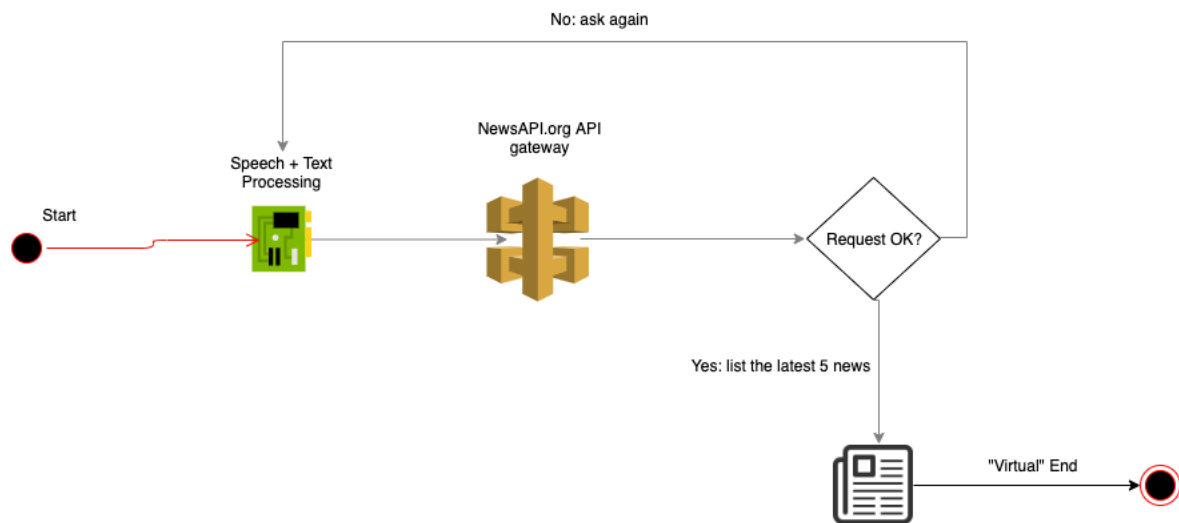 No: ask again
NewsAPI.org API
gateway
Speech + Text
Processing
Start
Request OK?
Yes: list the latest 5 news
"Virtual" End